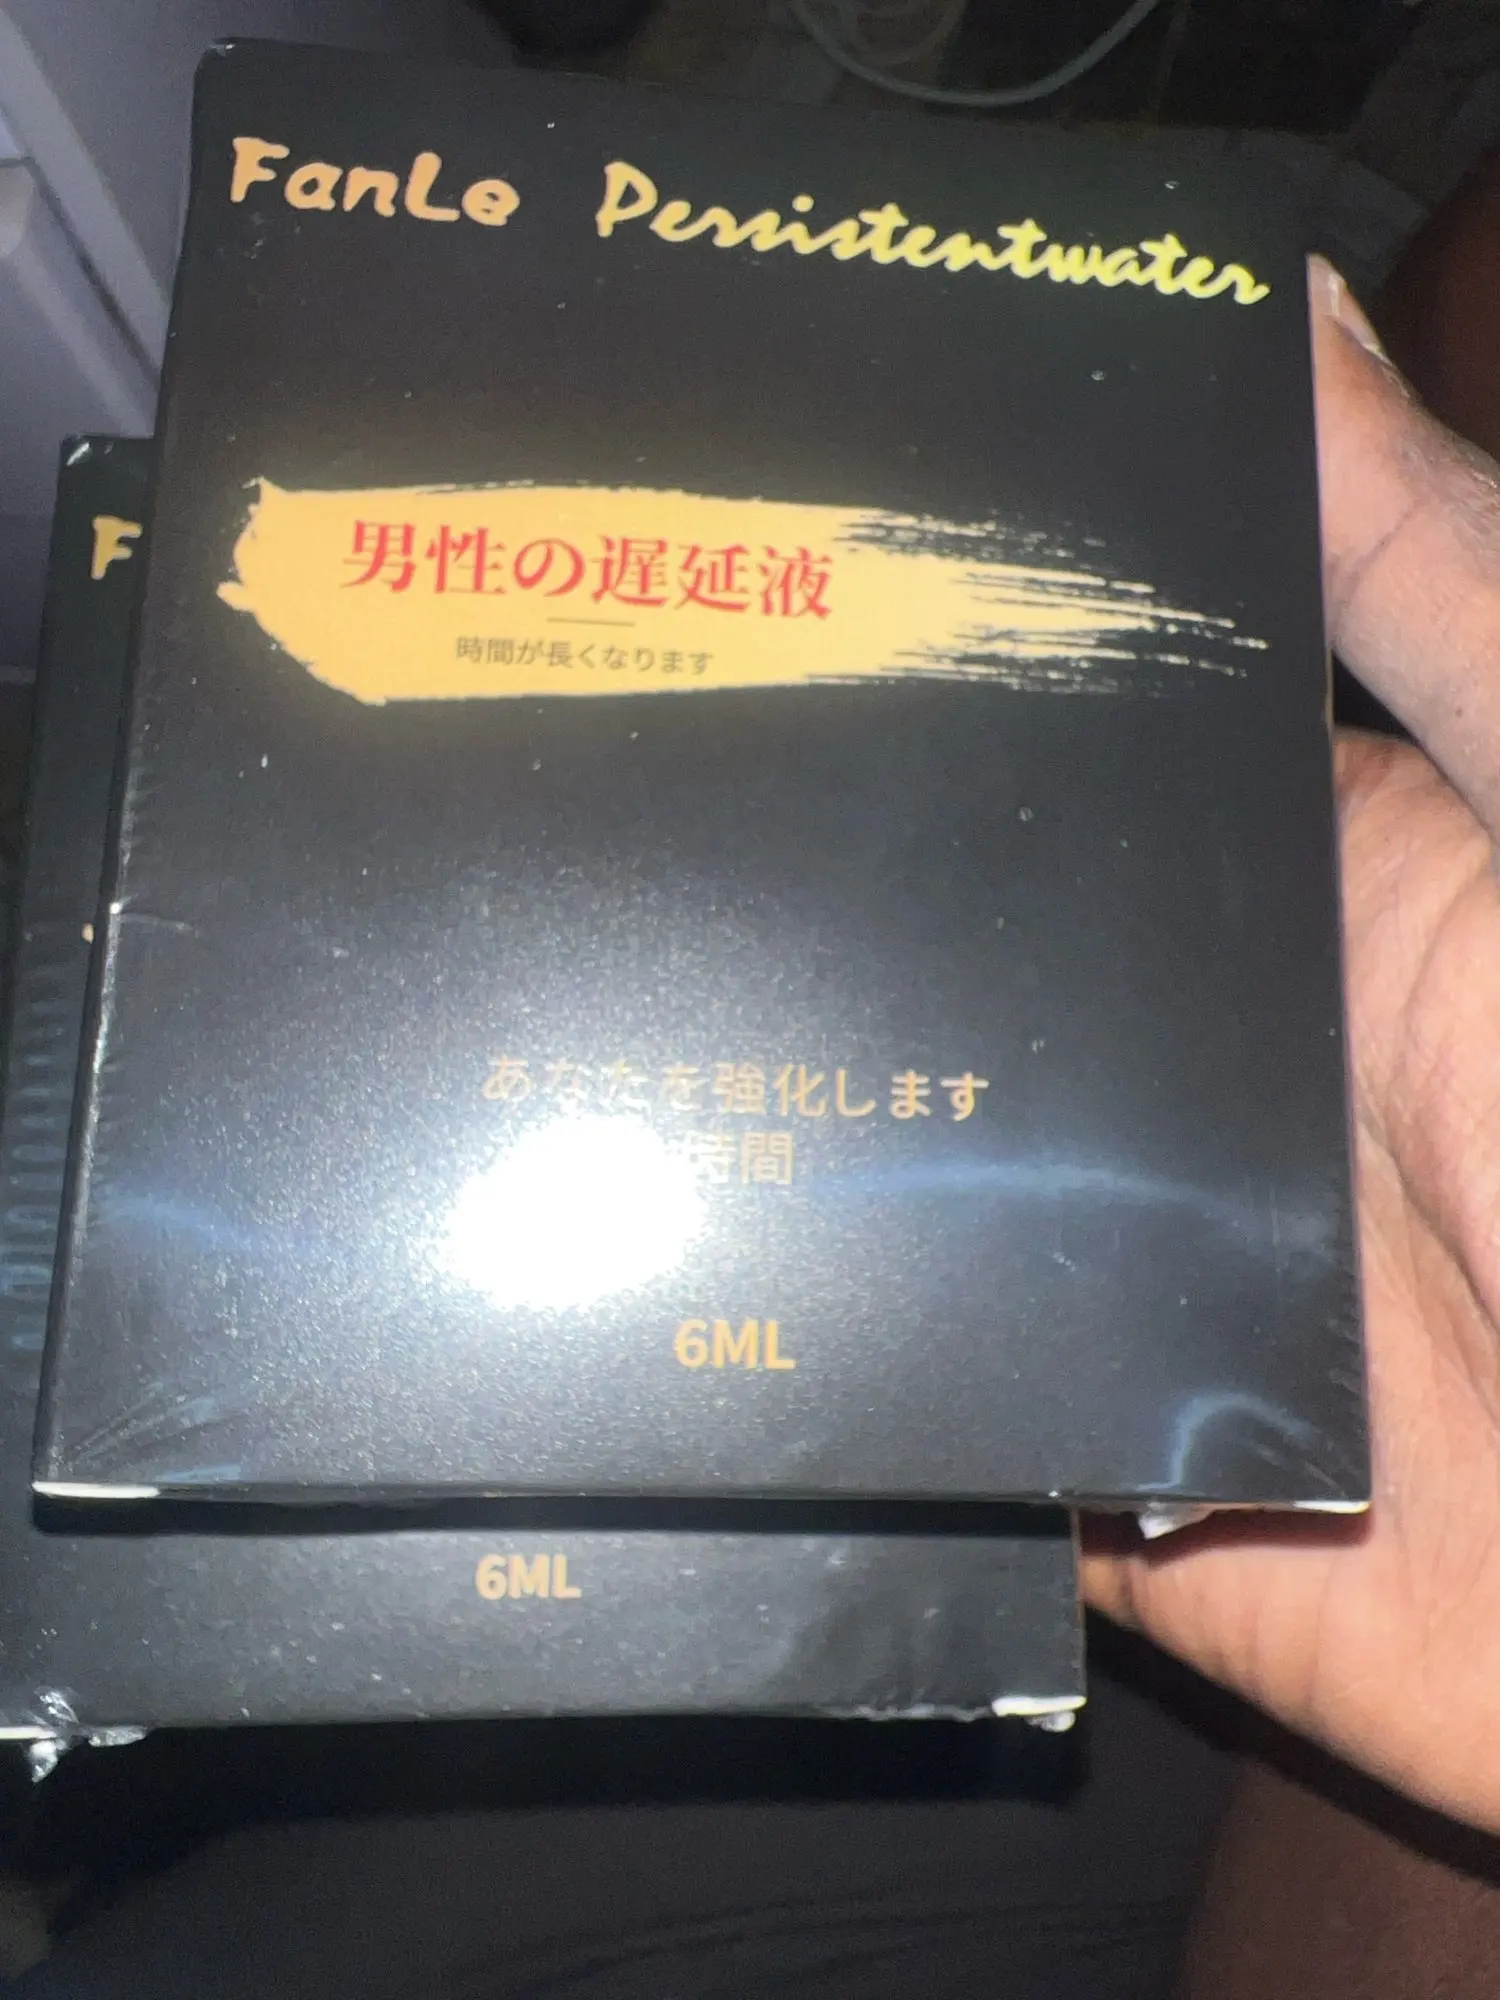 FanLe Persistentwater
男性の遅延液
時間が長くなります
あなたを強化します
時間
6ML
F
6ML